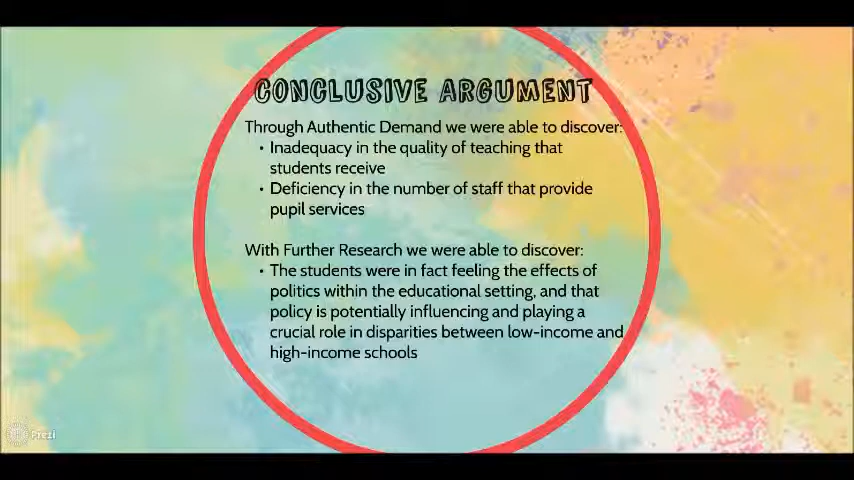 CONCLUSIVE ARGUMENT
Through Authentic Demand we were able to discover:
• Inadequacy in the quality of teaching that
students receive
• Deficiency in the number of staff that provide
pupil services
With Further Research we were able to discover:
• The students were in fact feeling the effects of
politics within the educational setting, and that
policy is potentially influencing and playing a
crucial role in disparities between low-income and
high-income schools
Prezi